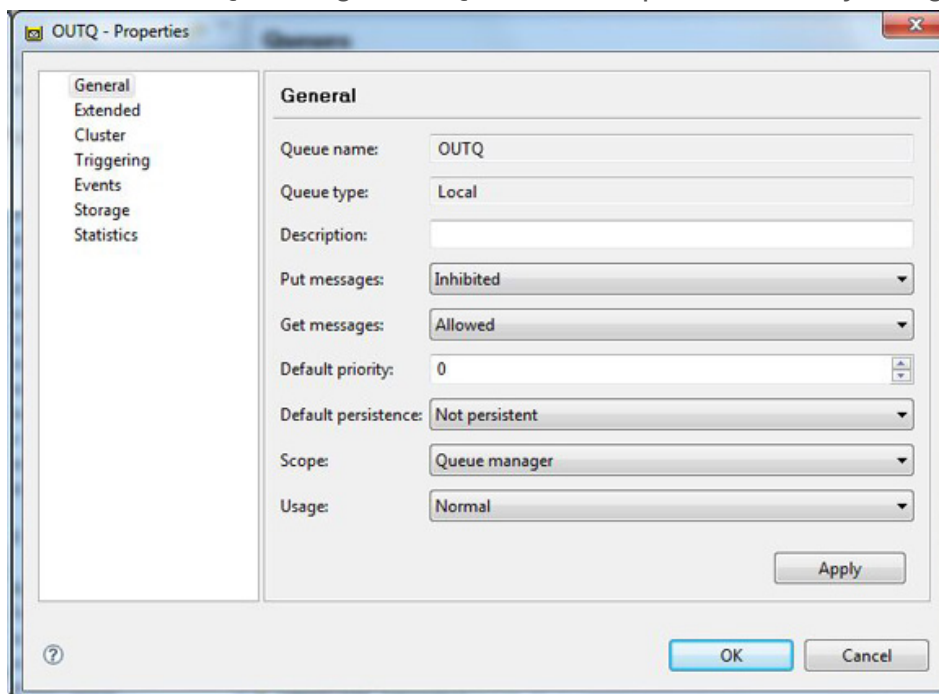 OUTQ - Properties
Queues
General
Extended
Cluster
Triggering
Events
Storage
Statistics
General
Queue name: OUTQ
Queue type: Local
Description:
Put messages: Inhibited
Get messages: Allowed
Default priority: 0
Default persistence: Not persistent
Scope: Queue manager
Usage: Normal
Apply
OK Cancel